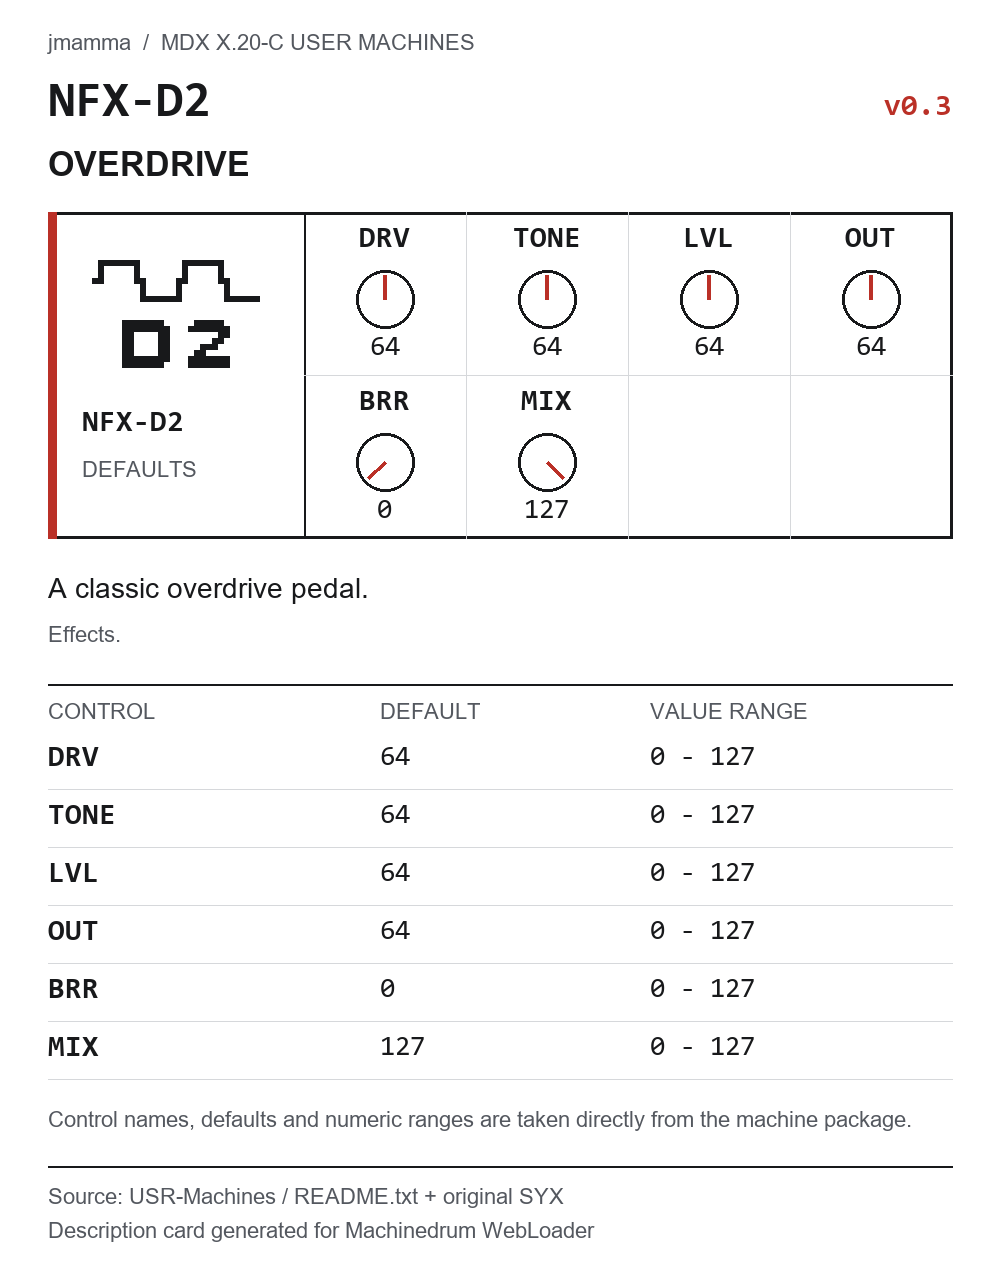 jmamma / MDX X.20-C USER MACHINES
NFX-D2
v0.3
OVERDRIVE
DRV TONE LVL OUT
64 64 64 64
D2
BRR MIX
0 127
NFX-D2
DEFAULTS
A classic overdrive pedal.
Effects.
CONTROL DEFAULT VALUE RANGE
DRV 64 0 - 127
TONE 64 0 - 127
LVL 64 0 - 127
OUT 64 0 - 127
BRR 0 0 - 127
MIX 127 0 - 127
Control names, defaults and numeric ranges are taken directly from the machine package.
Source: USR-Machines / README.txt + original SYX
Description card generated for Machinedrum WebLoader